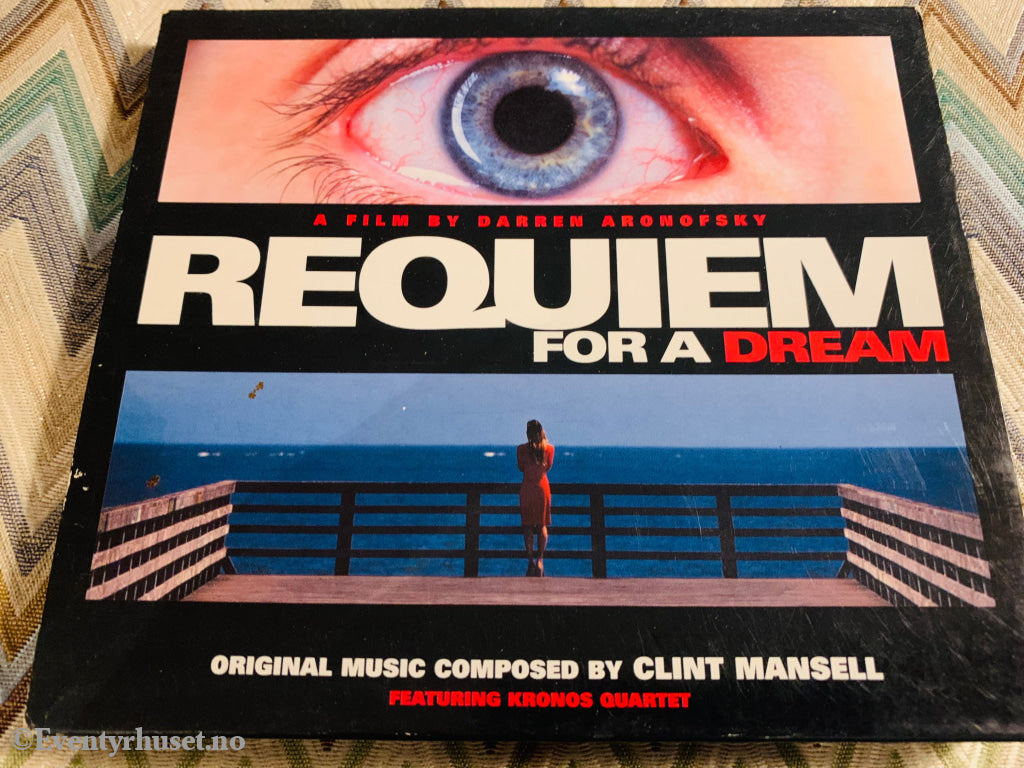 A FILM BY DARREN ARONOFSKY
REQUIEM
FOR A DREAM
ORIGINAL MUSIC COMPOSED BY CLINT MANSELL
FEATURING KRONOS QUARTET
©Eventyrhuset.no